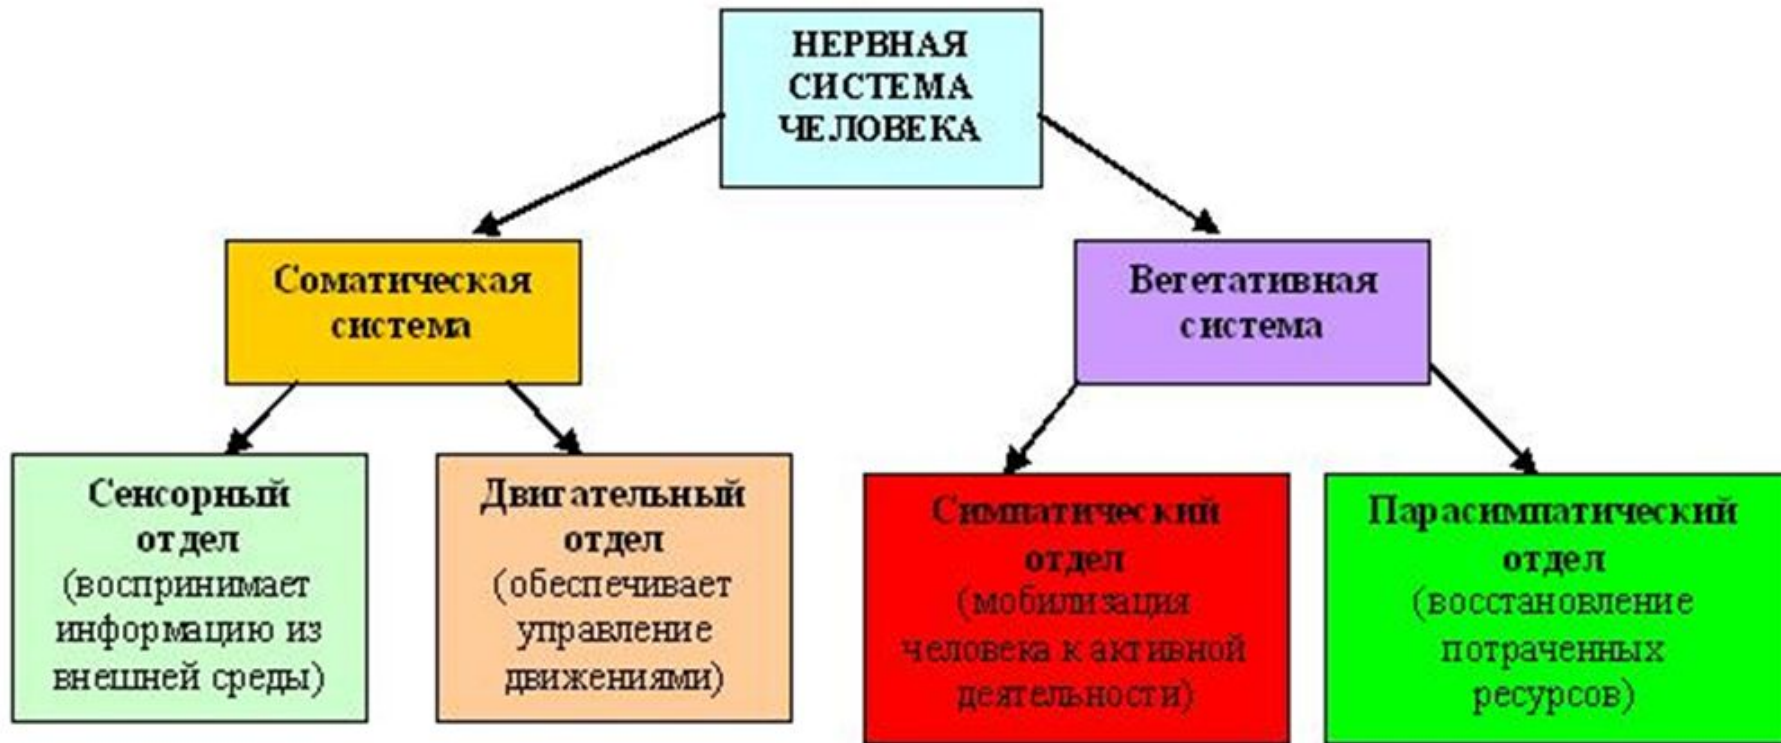 НЕРВНАЯ
СИСТЕМА
ЧЕЛОВЕКА
Соматическая
система
Вегетативная
система
Сенсорный
отдел
(воспринимает
информацию из
внешней среды)
Двигательный
отдел
(обеспечивает
управление
движениями)
Симпатический
отдел
(мобилизация
человека к активной
деятельности)
Парасимпатический
отдел
(восстановление
потраченных
ресурсов)